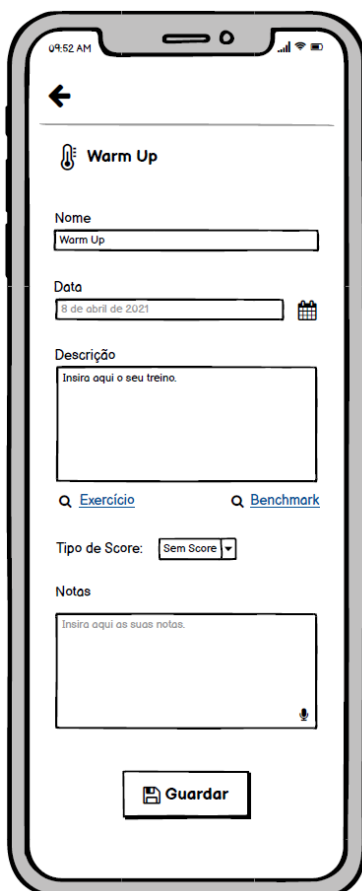 09:52 AM
Warm Up
Nome
Warm Up
Data
8 de abril de 2021
Descrição
Insira aqui o seu treino.
Exercício Benchmark
Tipo de Score: Sem Score
Notas
Insira aqui as suas notas.
Guardar